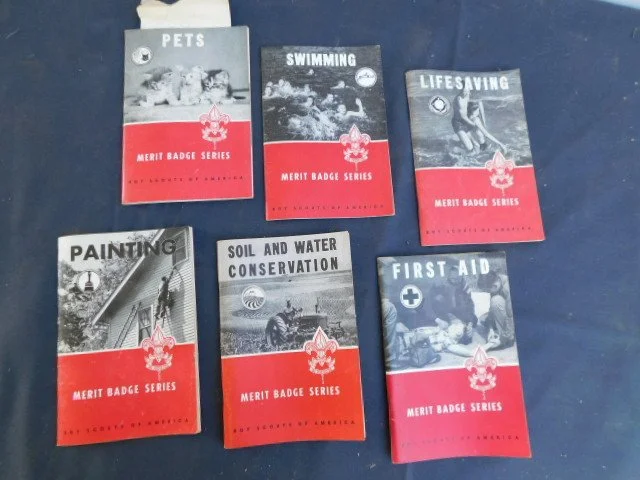 PETS
MERIT BADGE SERIES
BOY SCOUTS OF AMERICA
SWIMMING
MERIT BADGE SERIES
BOY SCOUTS OF AMERICA
LIFESAVING
MERIT BADGE SERIES
BOY SCOUTS OF AMERICA
PAINTING
MERIT BADGE SERIES
BOY SCOUTS OF AMERICA
SOIL AND WATER
CONSERVATION
MERIT BADGE SERIES
BOY SCOUTS OF AMERICA
FIRST AID
MERIT BADGE SERIES
BOY SCOUTS OF AMERICA